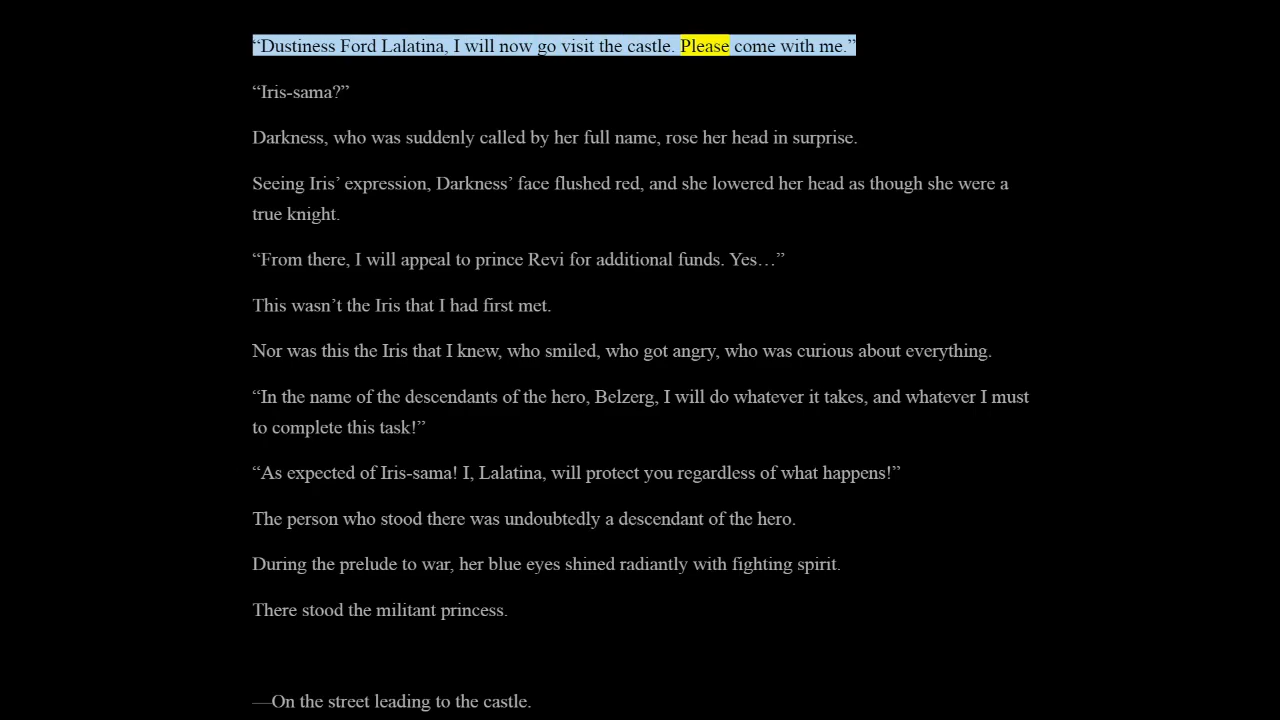 “Dustiness Ford Lalatina, I will now go visit the castle. Please come with me.”
“Iris-sama?”
Darkness, who was suddenly called by her full name, rose her head in surprise.
Seeing Iris’ expression, Darkness’ face flushed red, and she lowered her head as though she were a
true knight.
“From there, I will appeal to prince Revi for additional funds. Yes…”
This wasn’t the Iris that I had first met.
Nor was this the Iris that I knew, who smiled, who got angry, who was curious about everything.
“In the name of the descendants of the hero, Belzerg, I will do whatever it takes, and whatever I must
to complete this task!”
“As expected of Iris-sama! I, Lalatina, will protect you regardless of what happens!”
The person who stood there was undoubtedly a descendant of the hero.
During the prelude to war, her blue eyes shined radiantly with fighting spirit.
There stood the militant princess.
—On the street leading to the castle.